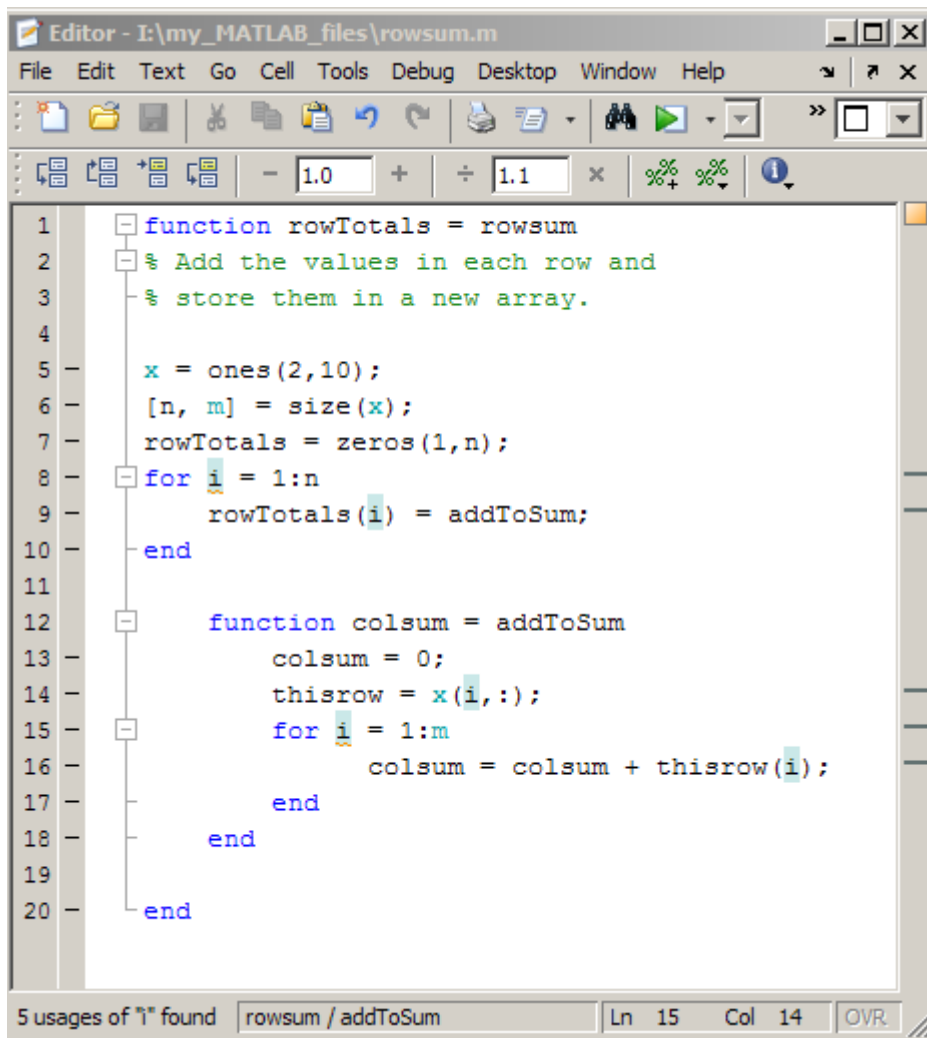 Editor - I:\my_MATLAB_files\rowsum.m
File Edit Text Go Cell Tools Debug Desktop Window Help
- 1.0 + ÷ 1.1 ×
1 function rowTotals = rowsum
2 % Add the values in each row and
3 % store them in a new array.
4
5 - x = ones(2,10);
6 - [n, m] = size(x);
7 - rowTotals = zeros(1,n);
8 - for i = 1:n
9 - rowTotals(i) = addToSum;
10 - end
11
12 function colsum = addToSum
13 - colsum = 0;
14 - thisrow = x(i,:);
15 - for i = 1:m
16 - colsum = colsum + thisrow(i);
17 - end
18 - end
19
20 - end
5 usages of "i" found rowsum / addToSum Ln 15 Col 14 OVR